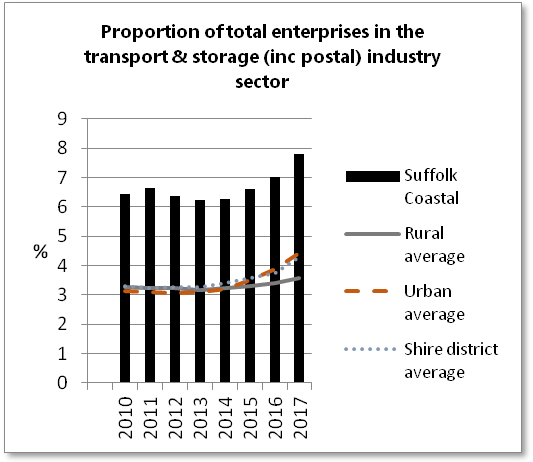 Proportion of total enterprises in the
transport & storage (inc postal) industry
sector
9
8
7
6
5
4
3
2
1
0
%
2010
2011
2012
2013
2014
2015
2016
2017
Suffolk
Coastal
Rural
average
Urban
average
Shire district
average